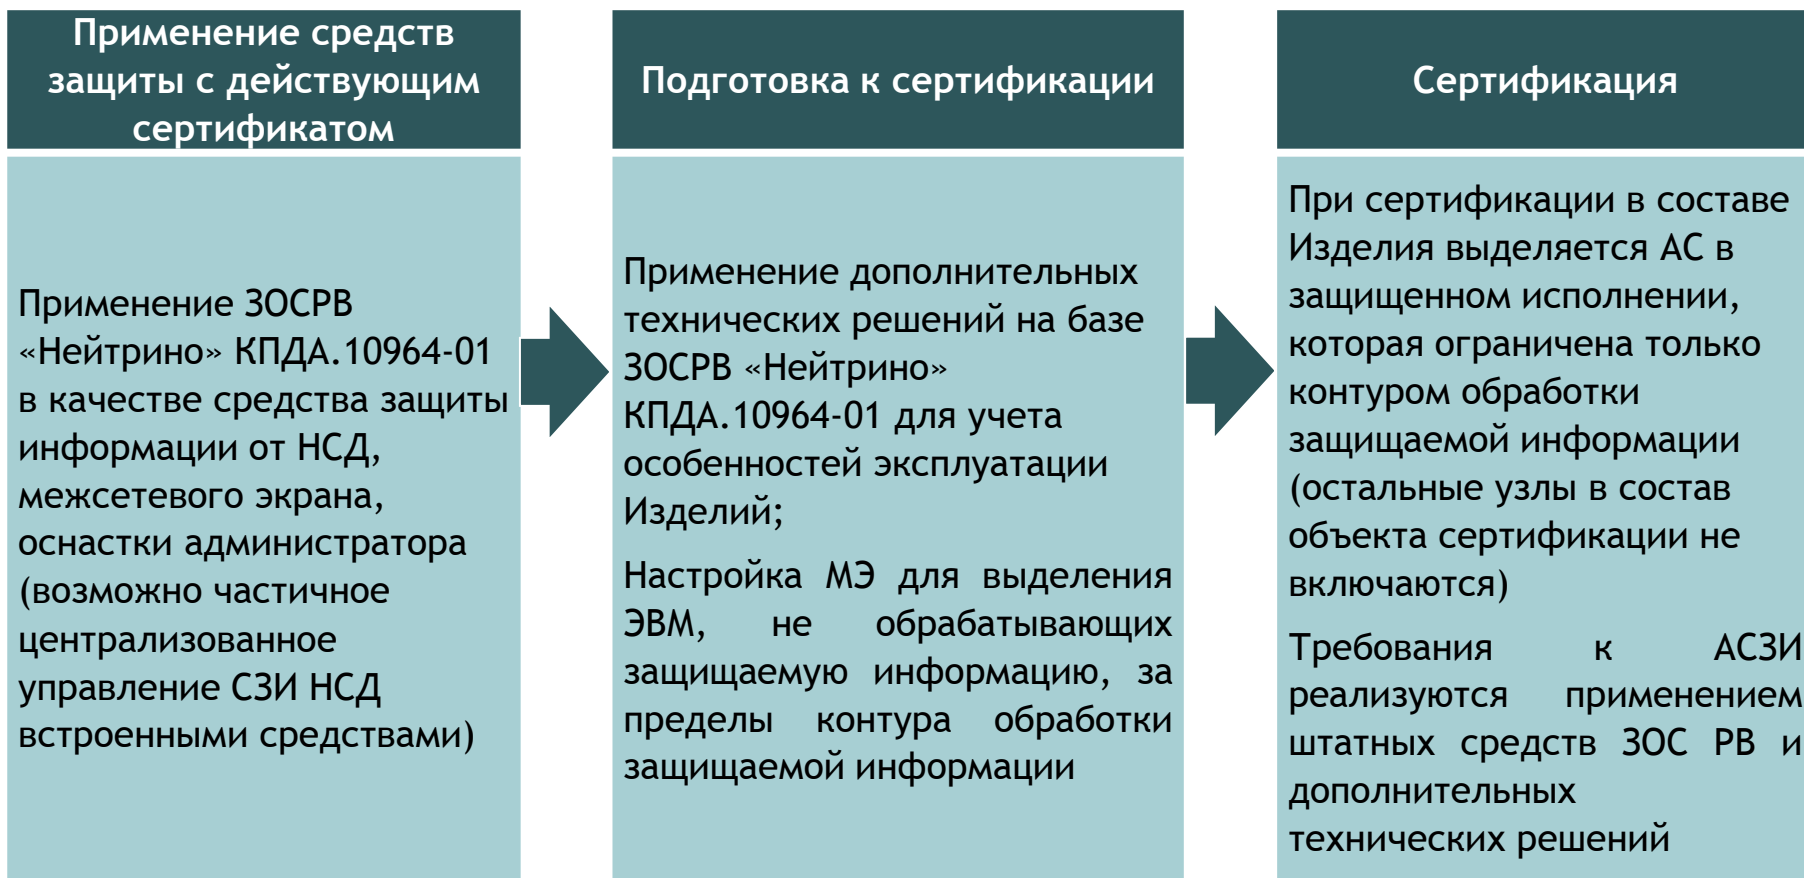 Применение средств
защиты с действующим
сертификатом
Применение ЗОСРВ
«Нейтрино» КПДА.10964-01
в качестве средства защиты
информации от НСД,
межсетевого экрана,
оснастки администратора
(возможно частичное
централизованное
управление СЗИ НСД
встроенными средствами)
Подготовка к сертификации
Применение дополнительных
технических решений на базе
ЗОСРВ «Нейтрино»
КПДА.10964-01 для учета
особенностей эксплуатации
Изделий;
Настройка МЭ для выделения
ЭВМ, не обрабатывающих
защищаемую информацию, за
пределы контура обработки
защищаемой информации
Сертификация
При сертификации в составе
Изделия выделяется АС в
защищенном исполнении,
которая ограничена только
контуром обработки
защищаемой информации
(остальные узлы в состав
объекта сертификации не
включаются)
Требования к АСЗИ
реализуются применением
штатных средств ЗОС РВ и
дополнительных
технических решений